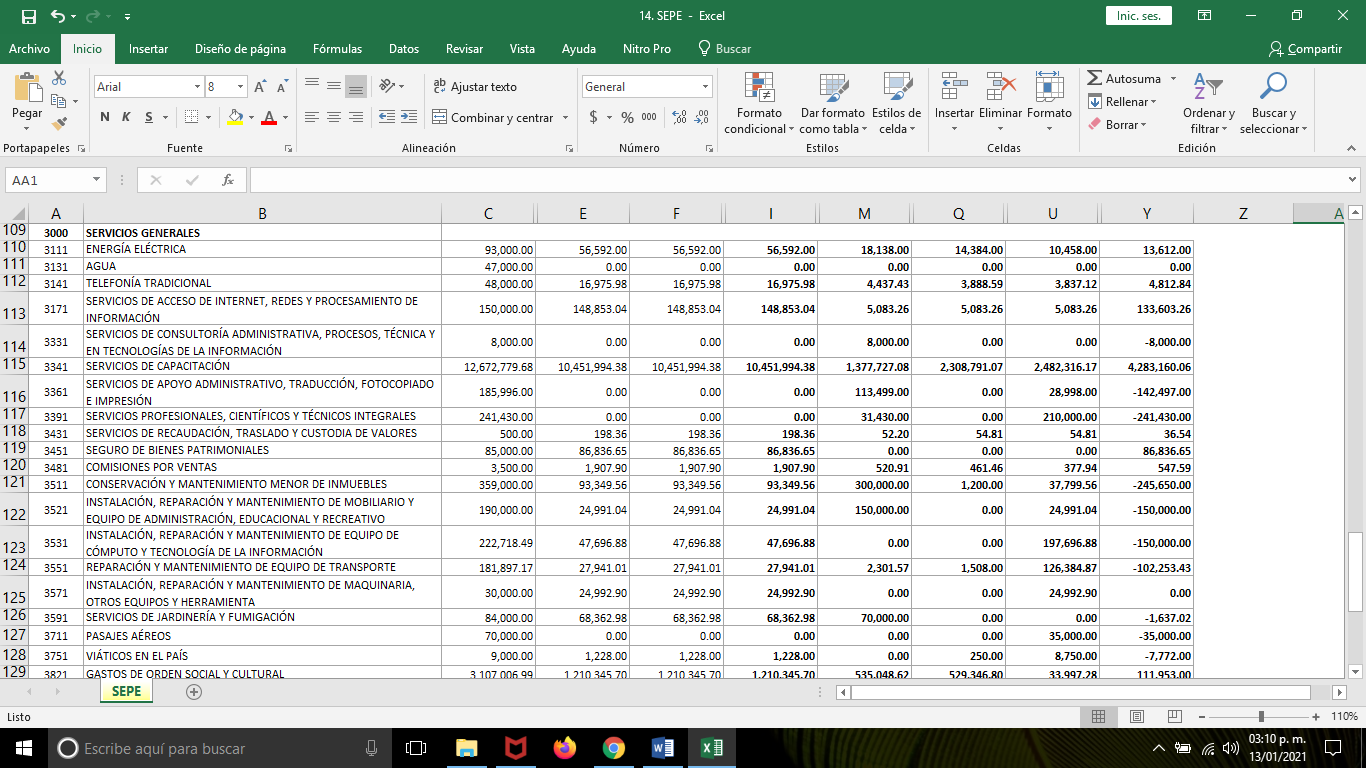 14. SEPE - Excel
Inic. ses.
Archivo Inicio Insertar Diseño de página Fórmulas Datos Revisar Vista Ayuda Nitro Pro Buscar Compartir
Pegar
Arial 8
N K S
Ajustar texto
Combinar y centrar
General
$ % 000
Formato condicional
Dar formato como tabla
Estilos de celda
Insertar Eliminar Formato
Autosuma
Rellenar
Borrar
Ordenar y filtrar
Buscar y seleccionar
Portapapeles Fuente Alineación Número Estilos Celdas Edición
AA1 fx
A B C E F I M Q U Y Z A
109 3000 SERVICIOS GENERALES
110 3111 ENERGÍA ELÉCTRICA 93,000.00 56,592.00 56,592.00 56,592.00 18,138.00 14,384.00 10,458.00 13,612.00
111 3131 AGUA 47,000.00 0.00 0.00 0.00 0.00 0.00 0.00 0.00
112 3141 TELEFONÍA TRADICIONAL 48,000.00 16,975.98 16,975.98 16,975.98 4,437.43 3,888.59 3,837.12 4,812.84
113 3171 SERVICIOS DE ACCESO DE INTERNET, REDES Y PROCESAMIENTO DE INFORMACIÓN 150,000.00 148,853.04 148,853.04 148,853.04 5,083.26 5,083.26 5,083.26 133,603.26
114 3331 SERVICIOS DE CONSULTORÍA ADMINISTRATIVA, PROCESOS, TÉCNICA Y EN TECNOLOGÍAS DE LA INFORMACIÓN 8,000.00 0.00 0.00 0.00 8,000.00 0.00 0.00 -8,000.00
115 3341 SERVICIOS DE CAPACITACIÓN 12,672,779.68 10,451,994.38 10,451,994.38 10,451,994.38 1,377,727.08 2,308,791.07 2,482,316.17 4,283,160.06
116 3361 SERVICIOS DE APOYO ADMINISTRATIVO, TRADUCCIÓN, FOTOCOPIADO E IMPRESIÓN 185,996.00 0.00 0.00 0.00 113,499.00 0.00 28,998.00 -142,497.00
117 3391 SERVICIOS PROFESIONALES, CIENTÍFICOS Y TÉCNICOS INTEGRALES 241,430.00 0.00 0.00 0.00 31,430.00 0.00 210,000.00 -241,430.00
118 3431 SERVICIOS DE RECAUDACIÓN, TRASLADO Y CUSTODIA DE VALORES 500.00 198.36 198.36 198.36 52.20 54.81 54.81 36.54
119 3451 SEGURO DE BIENES PATRIMONIALES 85,000.00 86,836.65 86,836.65 86,836.65 0.00 0.00 0.00 86,836.65
120 3481 COMISIONES POR VENTAS 3,500.00 1,907.90 1,907.90 1,907.90 520.91 461.46 377.94 547.59
121 3511 CONSERVACIÓN Y MANTENIMIENTO MENOR DE INMUEBLES 359,000.00 93,349.56 93,349.56 93,349.56 300,000.00 1,200.00 37,799.56 -245,650.00
122 3521 INSTALACIÓN, REPARACIÓN Y MANTENIMIENTO DE MOBILIARIO Y EQUIPO DE ADMINISTRACIÓN, EDUCACIONAL Y RECREATIVO 190,000.00 24,991.04 24,991.04 24,991.04 150,000.00 0.00 24,991.04 -150,000.00
123 3531 INSTALACIÓN, REPARACIÓN Y MANTENIMIENTO DE EQUIPO DE CÓMPUTO Y TECNOLOGÍA DE LA INFORMACIÓN 222,718.49 47,696.88 47,696.88 47,696.88 0.00 0.00 197,696.88 -150,000.00
124 3551 REPARACIÓN Y MANTENIMIENTO DE EQUIPO DE TRANSPORTE 181,897.17 27,941.01 27,941.01 27,941.01 2,301.57 1,508.00 126,384.87 -102,253.43
125 3571 INSTALACIÓN, REPARACIÓN Y MANTENIMIENTO DE MAQUINARIA, OTROS EQUIPOS Y HERRAMIENTA 30,000.00 24,992.90 24,992.90 24,992.90 0.00 0.00 24,992.90 0.00
126 3591 SERVICIOS DE JARDINERÍA Y FUMIGACIÓN 84,000.00 68,362.98 68,362.98 68,362.98 70,000.00 0.00 0.00 -1,637.02
127 3711 PASAJES AÉREOS 70,000.00 0.00 0.00 0.00 0.00 0.00 35,000.00 -35,000.00
128 3751 VIÁTICOS EN EL PAÍS 9,000.00 1,228.00 1,228.00 1,228.00 0.00 250.00 8,750.00 -7,772.00
129 3821 GASTOS DE ORDEN SOCIAL Y CULTURAL 3,107,006.99 1,210,345.70 1,210,345.70 1,210,345.70 535,048.62 529,346.80 33,997.28 111,953.00
SEPE
Listo 110%
Escribe aquí para buscar
03:10 p. m.
13/01/2021